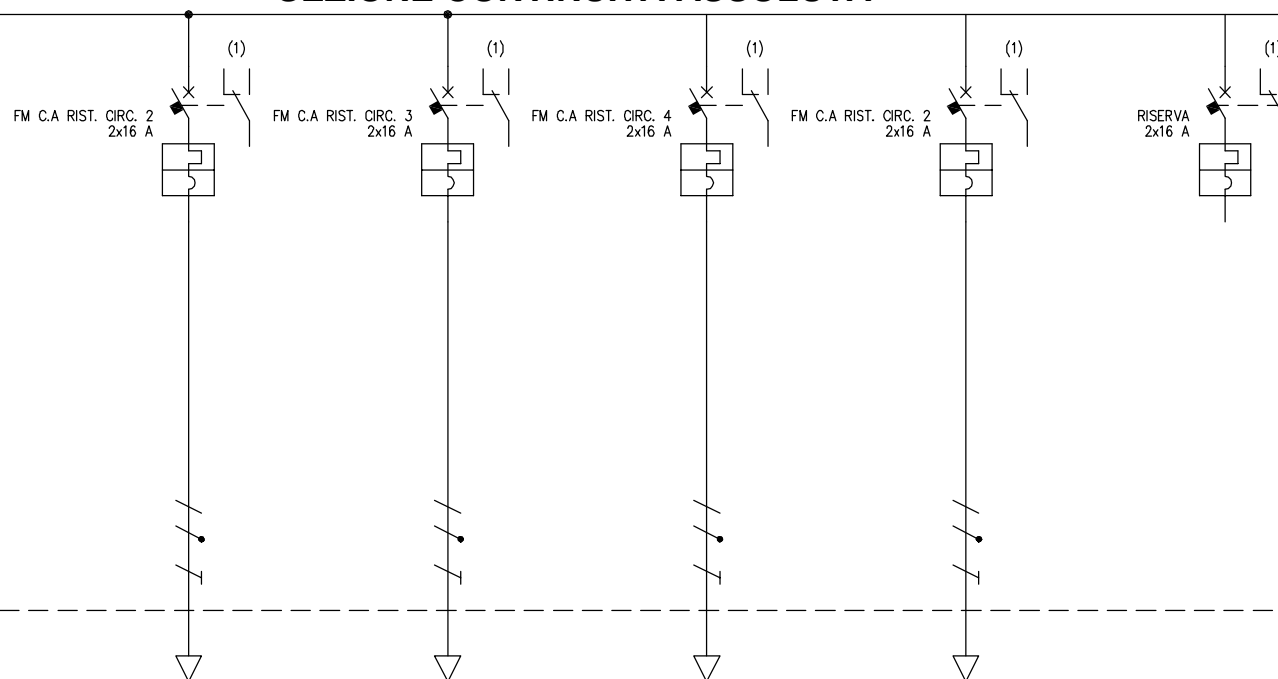 (1) (1) (1) (1) (1)
FM C.A RIST. CIRC. 2
2x16 A
FM C.A RIST. CIRC. 3
2x16 A
FM C.A RIST. CIRC. 4
2x16 A
FM C.A RIST. CIRC. 2
2x16 A
RISERVA
2x16 A